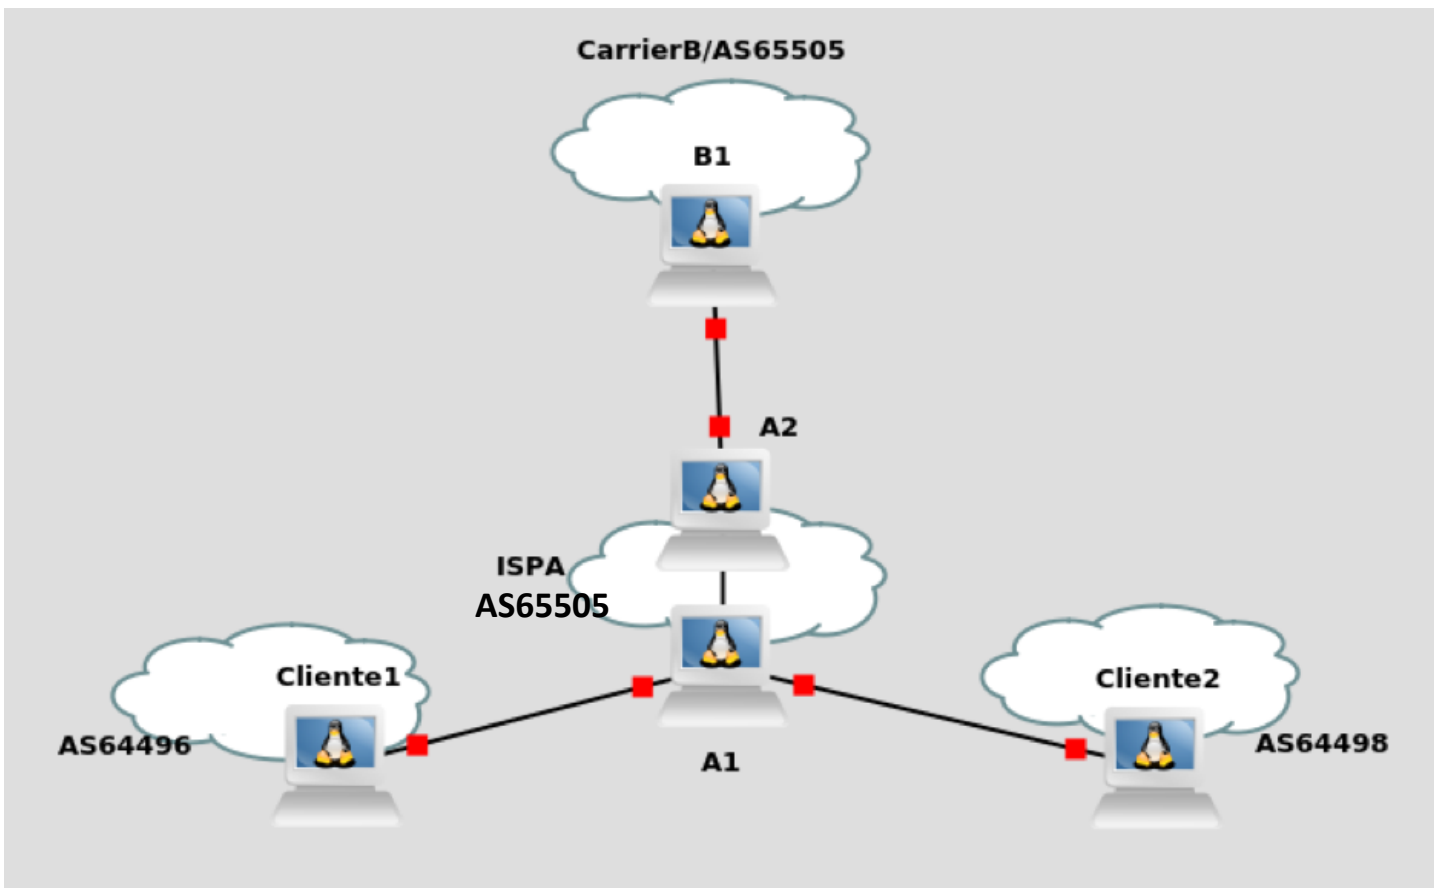 CarrierB/AS65505
B1
A2
ISPA
AS65505
Cliente1
AS64496
A1
Cliente2
AS64498